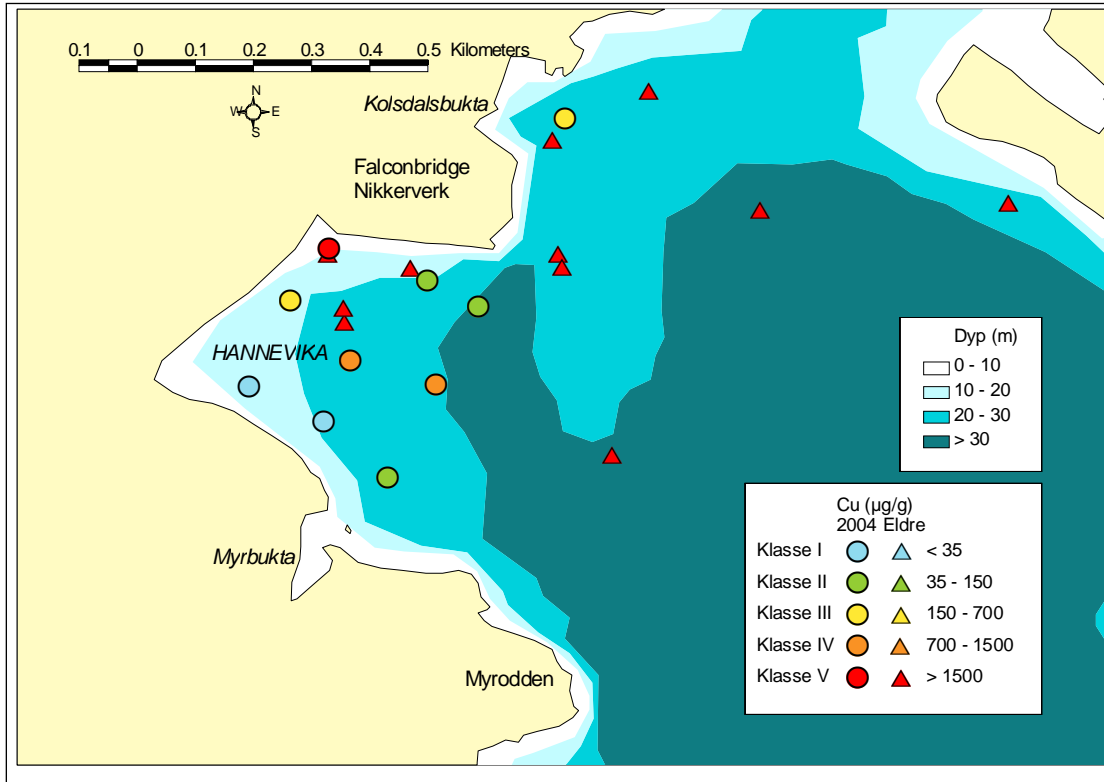 0.1 0 0.1 0.2 0.3 0.4 0.5 Kilometers
N
W E
S
Kolsdalsbukta
Falconbridge
Nikkerverk
HANNEVIKA
Myrbukta
Myrodden
Dyp (m)
0 - 10
10 - 20
20 - 30
> 30
Cu (µg/g)
2004 Eldre
Klasse I < 35
Klasse II 35 - 150
Klasse III 150 - 700
Klasse IV 700 - 1500
Klasse V > 1500